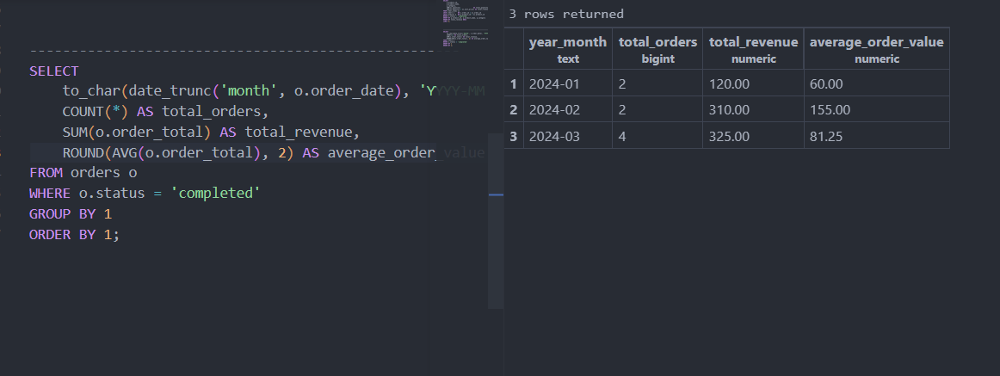 --------------------------------------------------
SELECT
to_char(date_trunc('month', o.order_date), 'YYYY-MM
COUNT(*) AS total_orders,
SUM(o.order_total) AS total_revenue,
ROUND(AVG(o.order_total), 2) AS average_order_value
FROM orders o
WHERE o.status = 'completed'
GROUP BY 1
ORDER BY 1;
3 rows returned
year_month total_orders total_revenue average_order_value
text bigint numeric numeric
1 2024-01 2 120.00 60.00
2 2024-02 2 310.00 155.00
3 2024-03 4 325.00 81.25